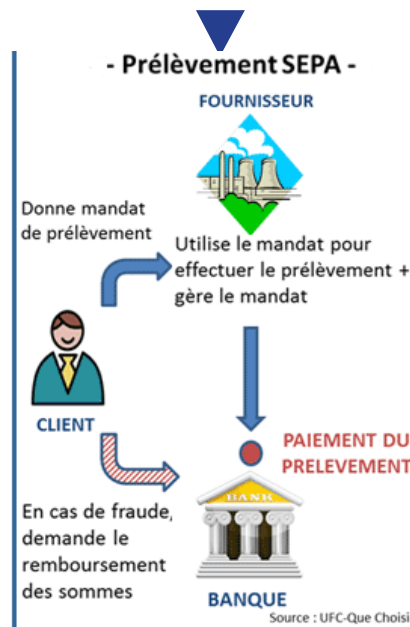 - Prélèvement SEPA -
FOURNISSEUR
Donne mandat
de prélèvement
Utilise le mandat pour
effectuer le prélèvement +
gère le mandat
CLIENT
PAIEMENT DU
PRELEVEMENT
BANK
En cas de fraude,
demande le
remboursement
des sommes
BANQUE
Source : UFC-Que Choisi